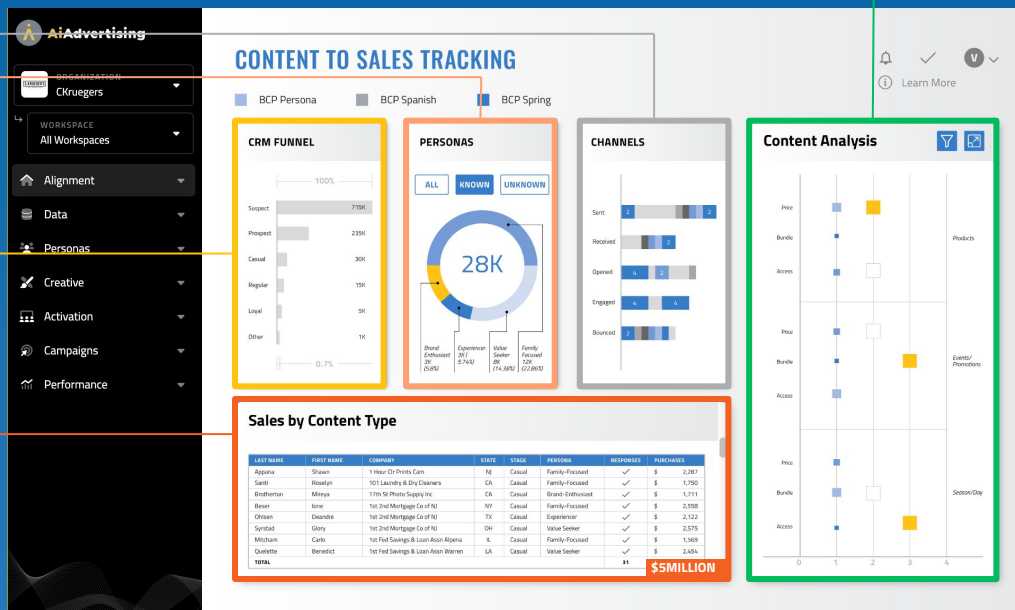 AiAdvertising
ORGANIZATION
CKruegers
WORKSPACE
All Workspaces
Alignment
Data
Personas
Creative
Activation
Campaigns
Performance
CONTENT TO SALES TRACKING
V
Learn More
BCP Persona
BCP Spanish
BCP Spring
CRM FUNNEL
100%
Suspect 719K
Prospect 235K
Casual 30K
Regular 15K
Loyal 5K
Other 1K
0.7%
PERSONAS
ALL KNOWN UNKNOWN
28K
Brand Enthusiast 3K (5.8%)
Experiencer 3K ( 5.74%)
Value Seeker 8K (14.38%)
Family Focused 12K (22.86%)
CHANNELS
Sent 2 2
Received 2
Opened 4 2
Engaged 4 4
Bounced 2
Content Analysis
Price
Bundle
Access
Products
Price
Bundle
Access
Events/
Promotions
Price
Bundle
Access
Season/Day
0 1 2 3 4
Sales by Content Type
LAST NAME FIRST NAME COMPANY STATE STAGE PERSONA RESPONSES PURCHASES
Appana Shawn 1 Hour Clr Prints Cam NJ Casual Family-Focused $ 2,287
Santi Roselyn 101 Laundry & Dry Cleaners CA Casual Family-Focused $ 1,750
Brotherton Mireya 17th St Photo Supply Inc CA Casual Brand-Enthusiast $ 1,711
Beser Ione 1st 2nd Mortgage Co of NJ NY Casual Family-Focused $ 2,558
Ohlsen Deandre 1st 2nd Mortgage Co of NJ TX Casual Experiencer $ 2,122
Syrstad Glory 1st 2nd Mortgage Co of NJ OH Casual Value Seeker $ 2,575
Mitcham Carlo 1st Fed Savings & Loan Assn Alpena IL Casual Family-Focused $ 1,569
Quelette Benedict 1st Fed Savings & Loan Assn Warren LA Casual Value Seeker $ 2,454
TOTAL 31
$5MILLION